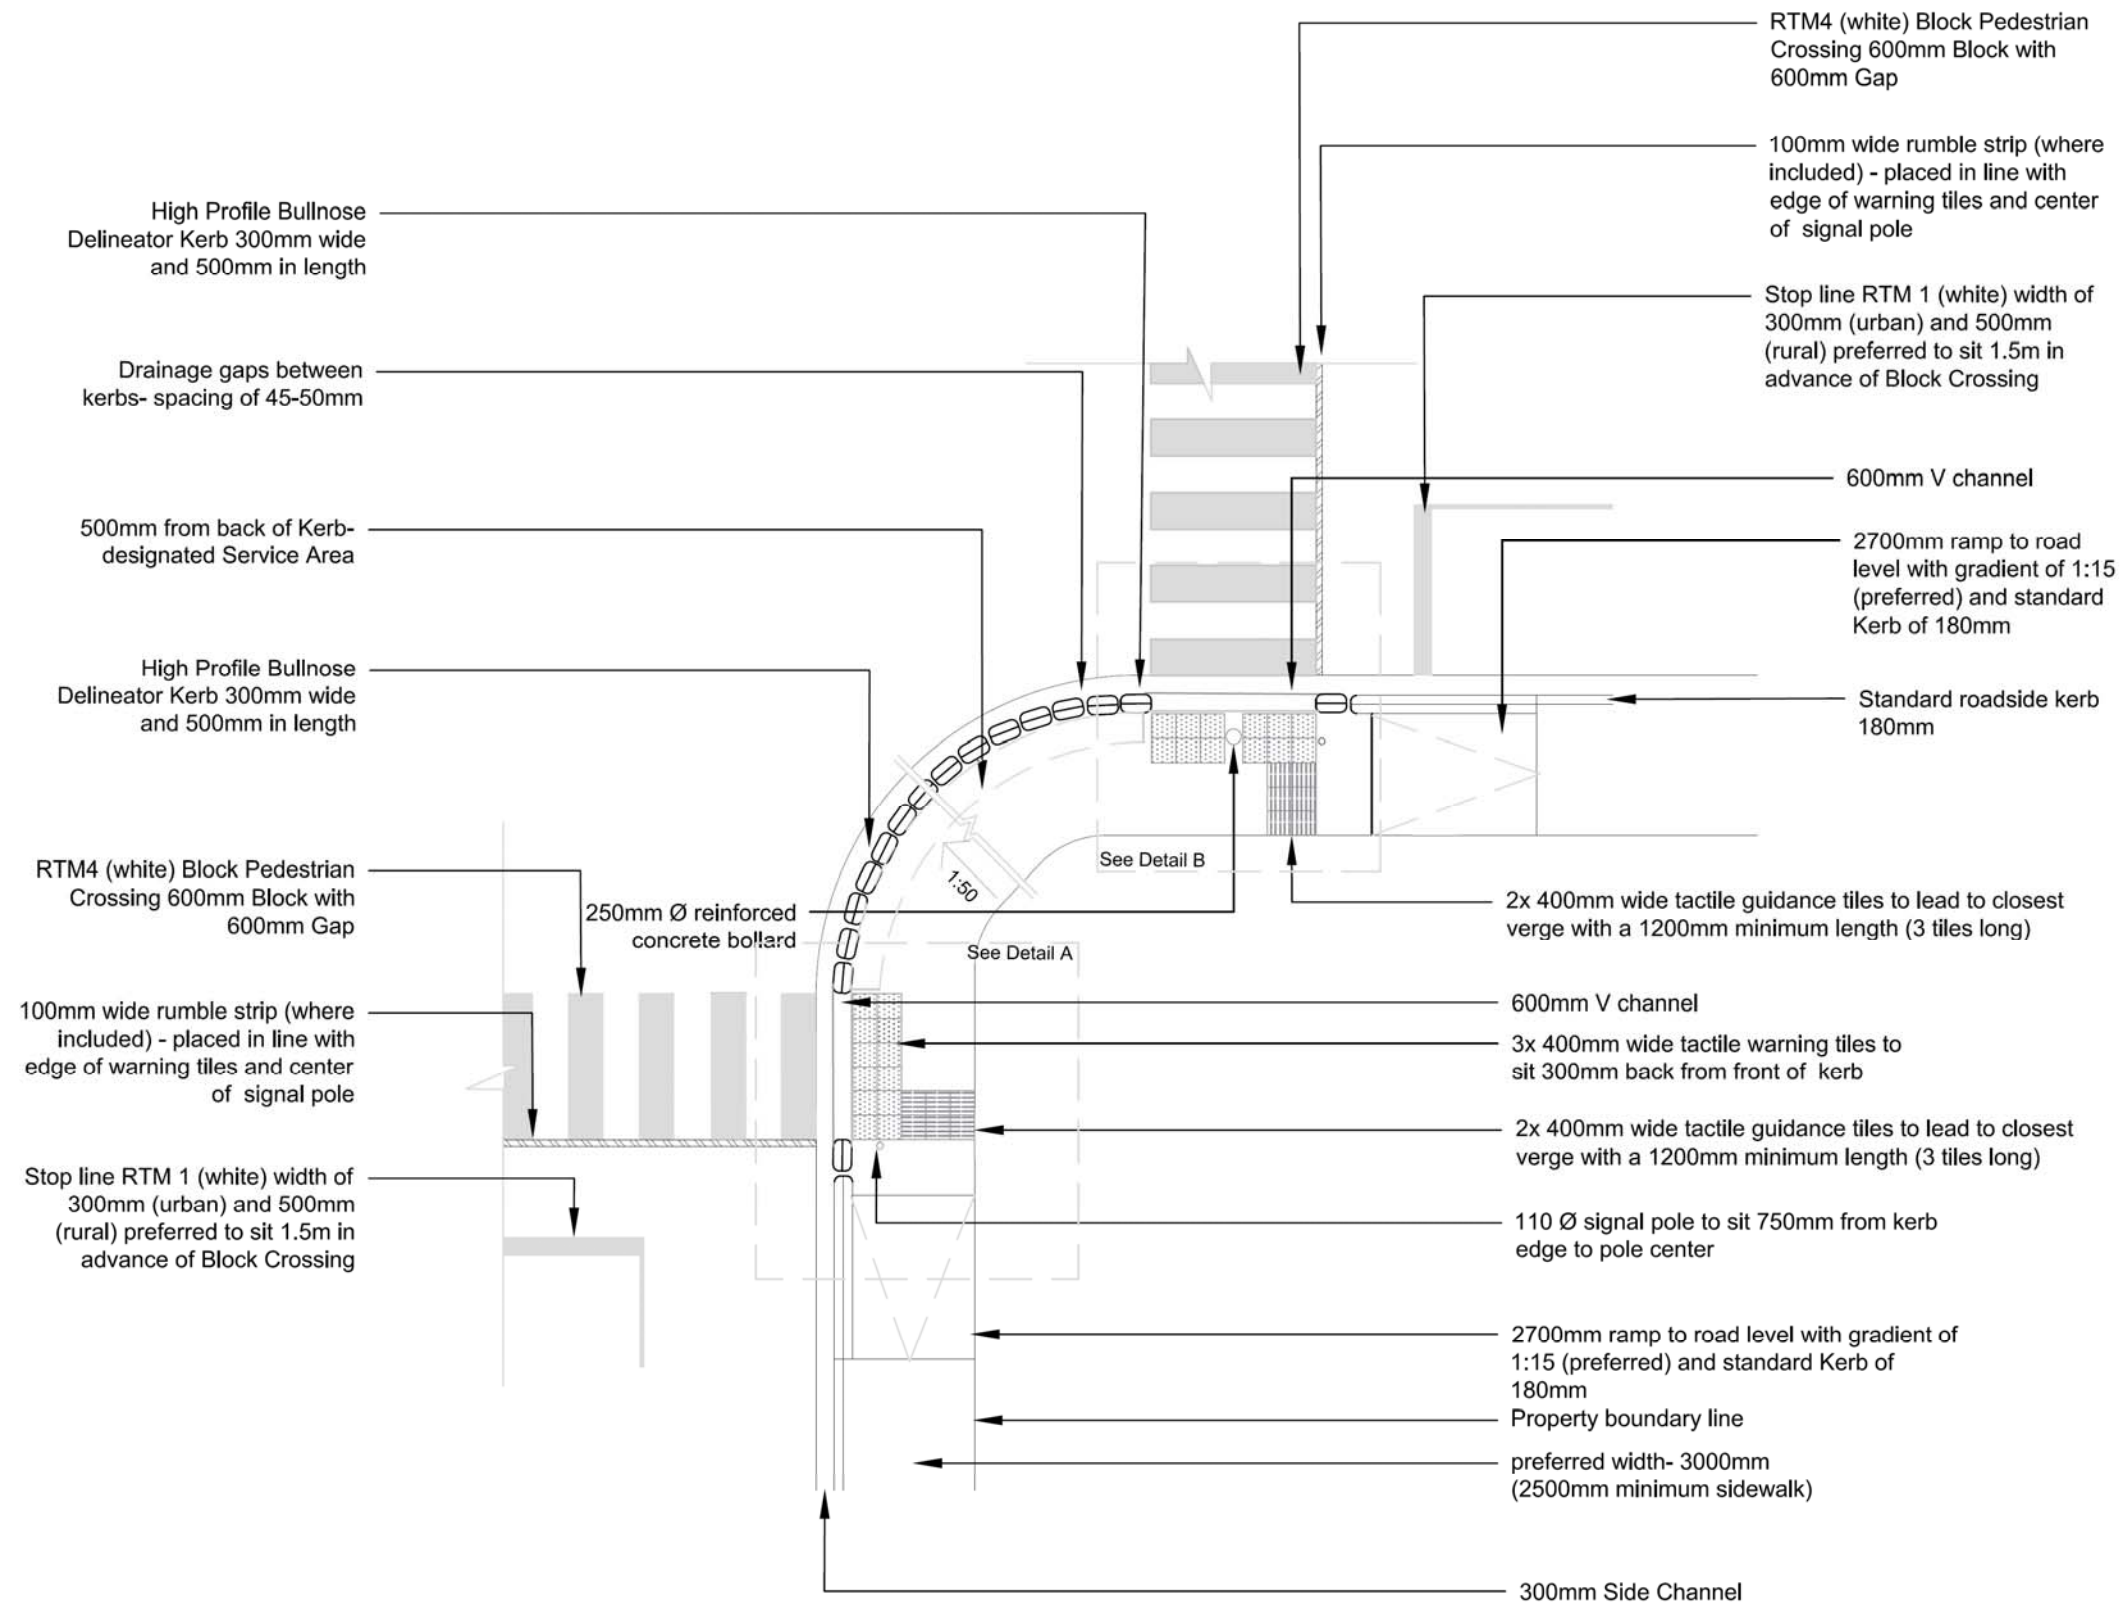 RTM4 (white) Block Pedestrian
Crossing 600mm Block with
600mm Gap
100mm wide rumble strip (where
included) - placed in line with
edge of warning tiles and center
of signal pole
High Profile Bullnose
Delineator Kerb 300mm wide
and 500mm in length
Stop line RTM 1 (white) width of
300mm (urban) and 500mm
(rural) preferred to sit 1.5m in
advance of Block Crossing
Drainage gaps between
kerbs- spacing of 45-50mm
600mm V channel
500mm from back of Kerb-
designated Service Area
2700mm ramp to road
level with gradient of 1:15
(preferred) and standard
Kerb of 180mm
High Profile Bullnose
Delineator Kerb 300mm wide
and 500mm in length
Standard roadside kerb
180mm
See Detail B
1:50
RTM4 (white) Block Pedestrian
Crossing 600mm Block with
600mm Gap
250mm Ø reinforced
concrete bollard
2x 400mm wide tactile guidance tiles to lead to closest
verge with a 1200mm minimum length (3 tiles long)
See Detail A
100mm wide rumble strip (where
included) - placed in line with
edge of warning tiles and center
of signal pole
600mm V channel
3x 400mm wide tactile warning tiles to
sit 300mm back from front of kerb
2x 400mm wide tactile guidance tiles to lead to closest
verge with a 1200mm minimum length (3 tiles long)
Stop line RTM 1 (white) width of
300mm (urban) and 500mm
(rural) preferred to sit 1.5m in
advance of Block Crossing
110 Ø signal pole to sit 750mm from kerb
edge to pole center
2700mm ramp to road level with gradient of
1:15 (preferred) and standard Kerb of
180mm
Property boundary line
preferred width- 3000mm
(2500mm minimum sidewalk)
300mm Side Channel